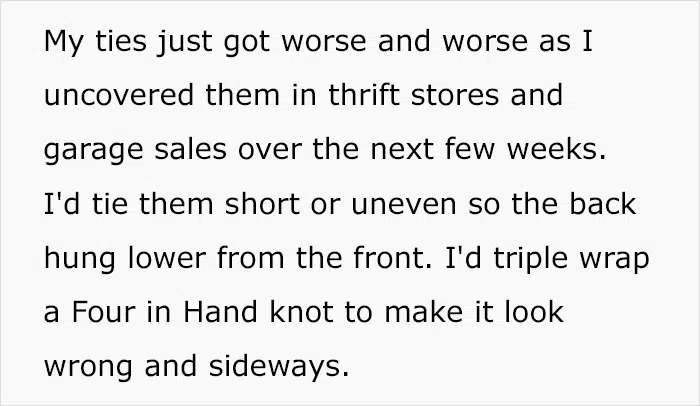 My ties just got worse and worse as I
uncovered them in thrift stores and
garage sales over the next few weeks.
I'd tie them short or uneven so the back
hung lower from the front. I'd triple wrap
a Four in Hand knot to make it look
wrong and sideways.